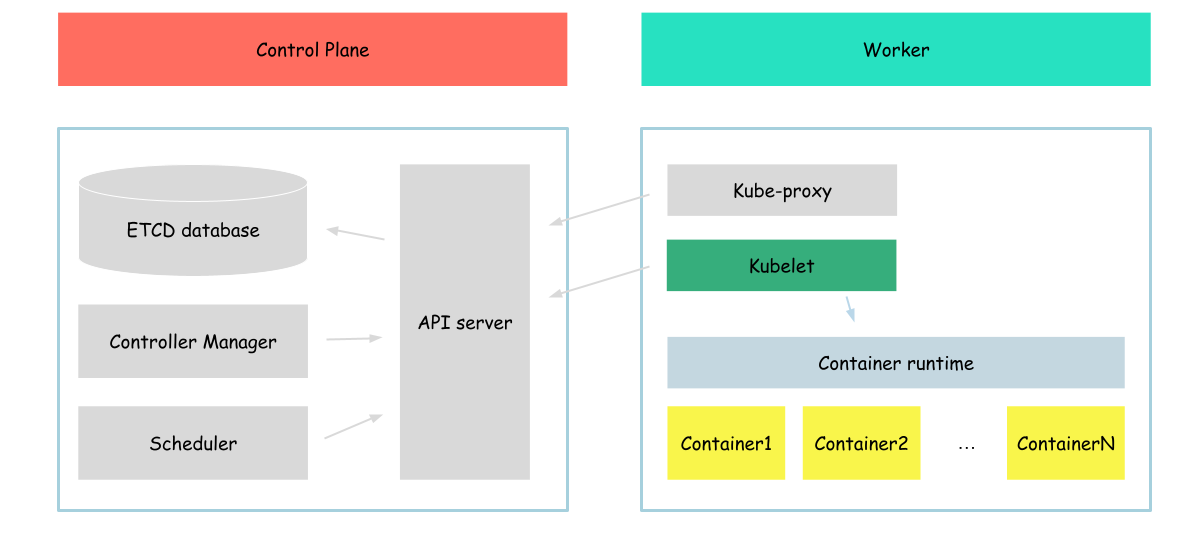 Control Plane
Worker
ETCD database
Controller Manager
Scheduler
API server
Kube-proxy
Kubelet
Container runtime
Container1
Container2
...
ContainerN